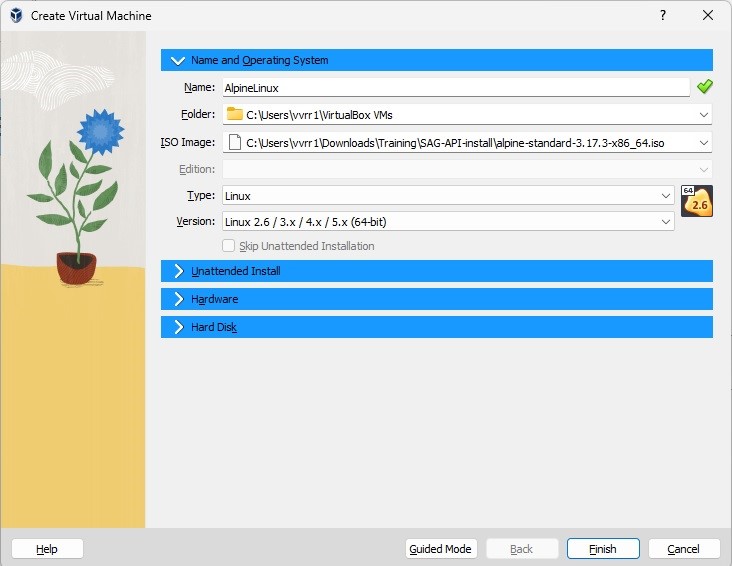 Create Virtual Machine
?
Name and Operating System
Name: AlpineLinux
Folder: C:\Users\vvrr1\VirtualBox VMs
ISO Image: C:\Users\vvrr1\Downloads\Training\SAG-API-install\alpine-standard-3.17.3-x86_64.iso
Edition:
Type: Linux
64
2.6
Version: Linux 2.6 / 3.x / 4.x / 5.x (64-bit)
Skip Unattended Installation
Unattended Install
Hardware
Hard Disk
Help Guided Mode Back Finish Cancel